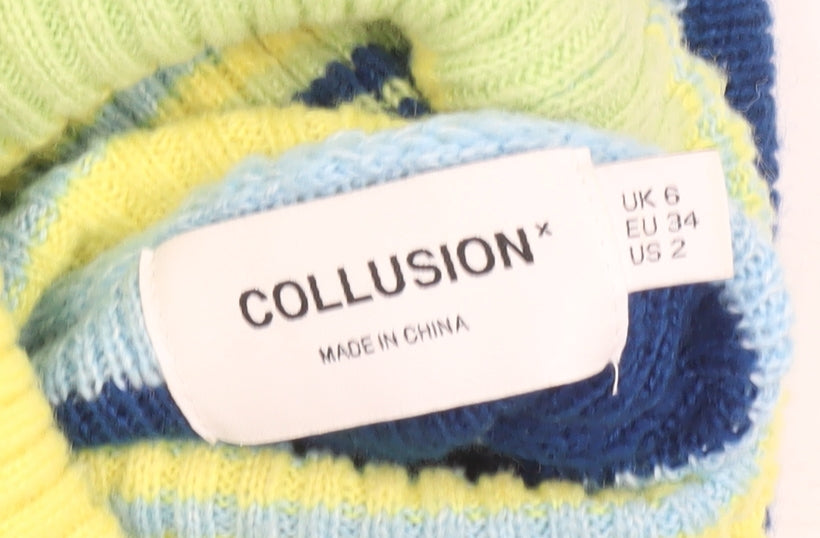 COLLUSION×
MADE IN CHINA
UK 6
EU 34
US 2